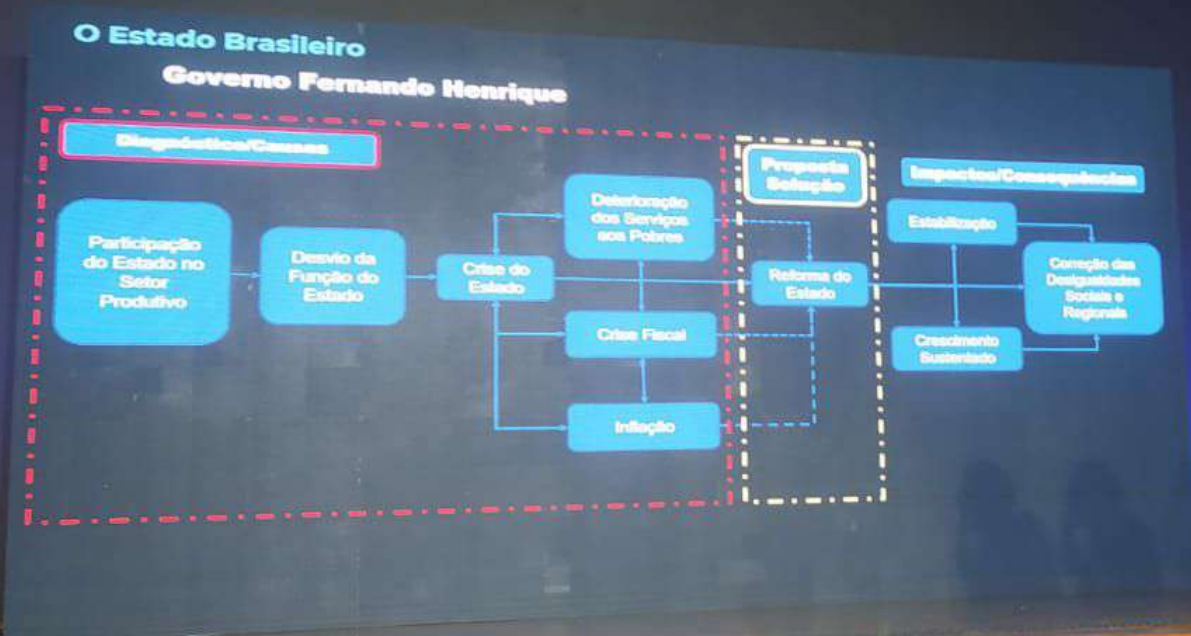 O Estado Brasileiro
Governo Fernando Henrique
Diagnóstico/Causas
Participação
do Estado no
Setor
Produtivo
Desvio da
Função do
Estado
Crise do
Estado
Deterioração
dos Serviços
aos Pobres
Crise Fiscal
Inflação
Proposta
Solução
Reforma do
Estado
Impactos/Consequências
Estabilização
Crescimento
Sustentado
Correção das
Desigualdades
Sociais e
Regionais